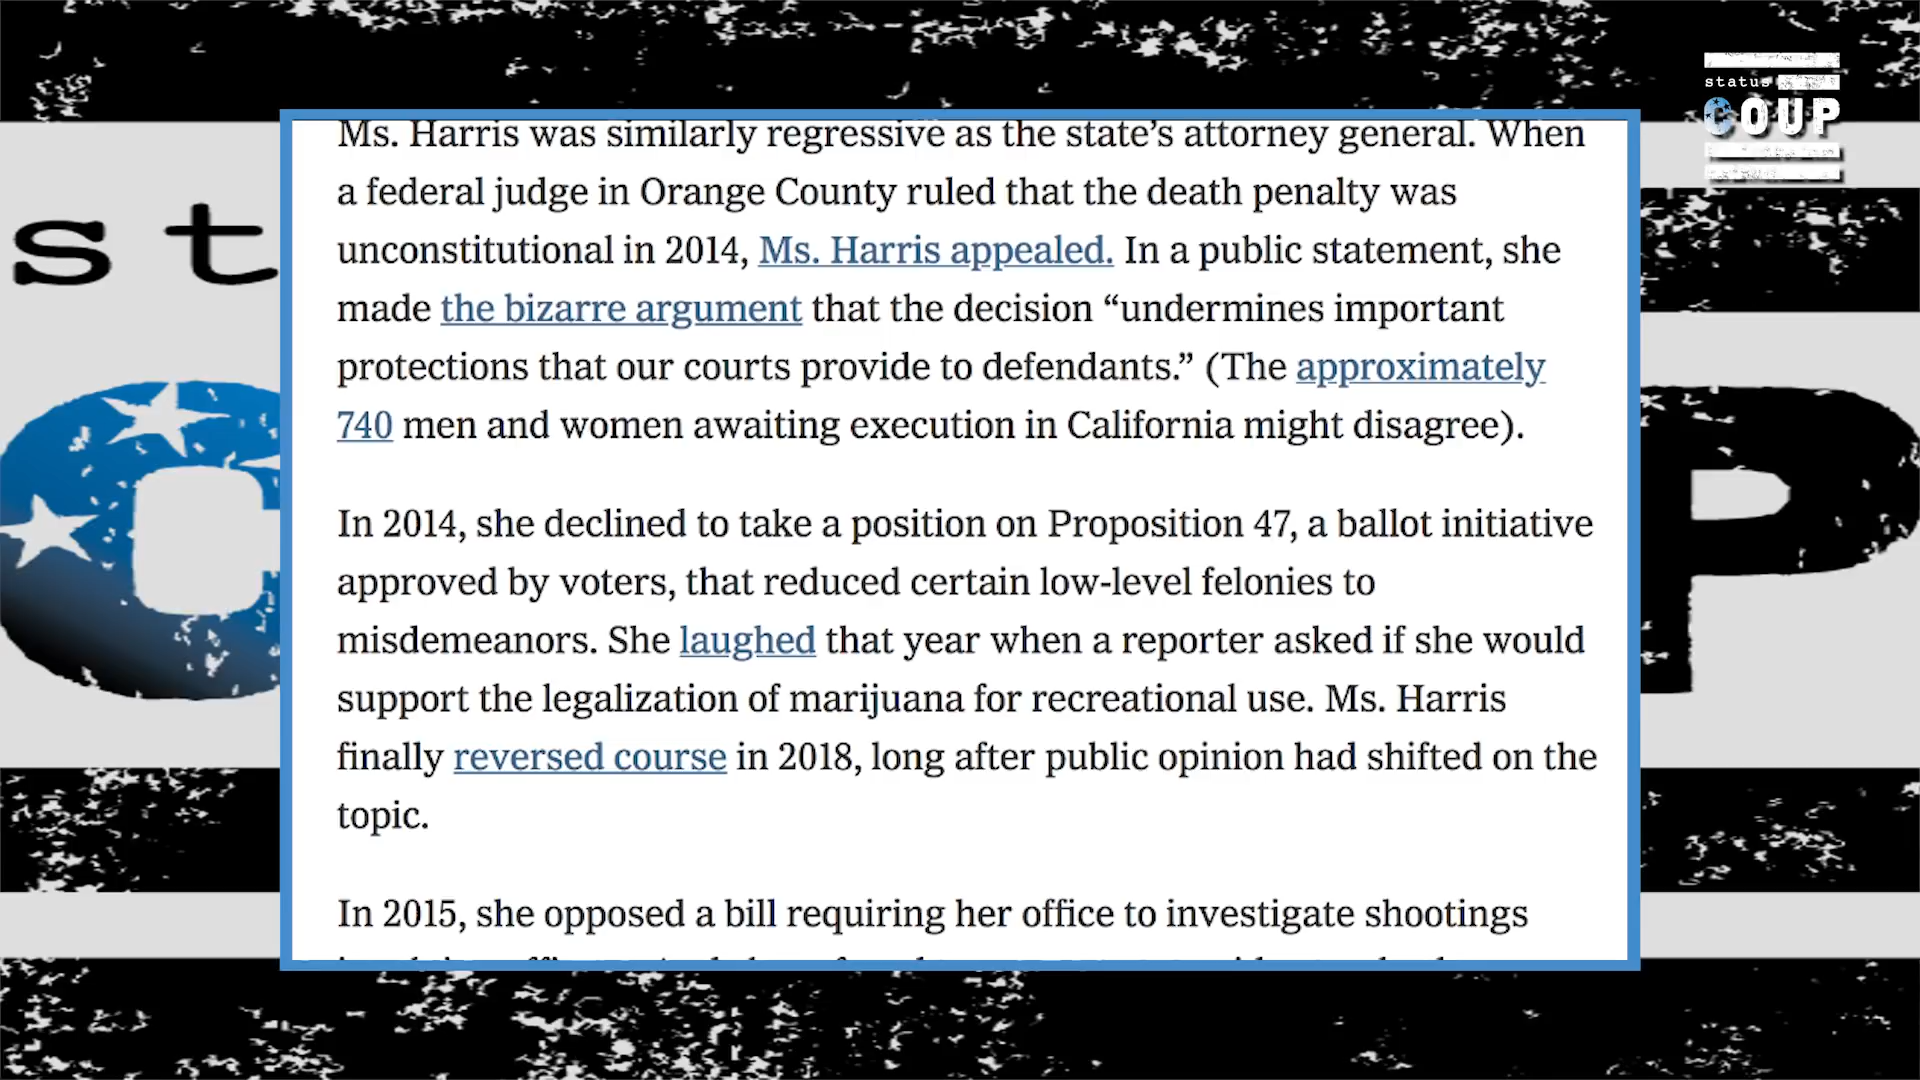 status
COUP
st
C
P
Ms. Harris was similarly regressive as the state’s attorney general. When
a federal judge in Orange County ruled that the death penalty was
unconstitutional in 2014, Ms. Harris appealed. In a public statement, she
made the bizarre argument that the decision “undermines important
protections that our courts provide to defendants.” (The approximately
740 men and women awaiting execution in California might disagree).
In 2014, she declined to take a position on Proposition 47, a ballot initiative
approved by voters, that reduced certain low-level felonies to
misdemeanors. She laughed that year when a reporter asked if she would
support the legalization of marijuana for recreational use. Ms. Harris
finally reversed course in 2018, long after public opinion had shifted on the
topic.
In 2015, she opposed a bill requiring her office to investigate shootings